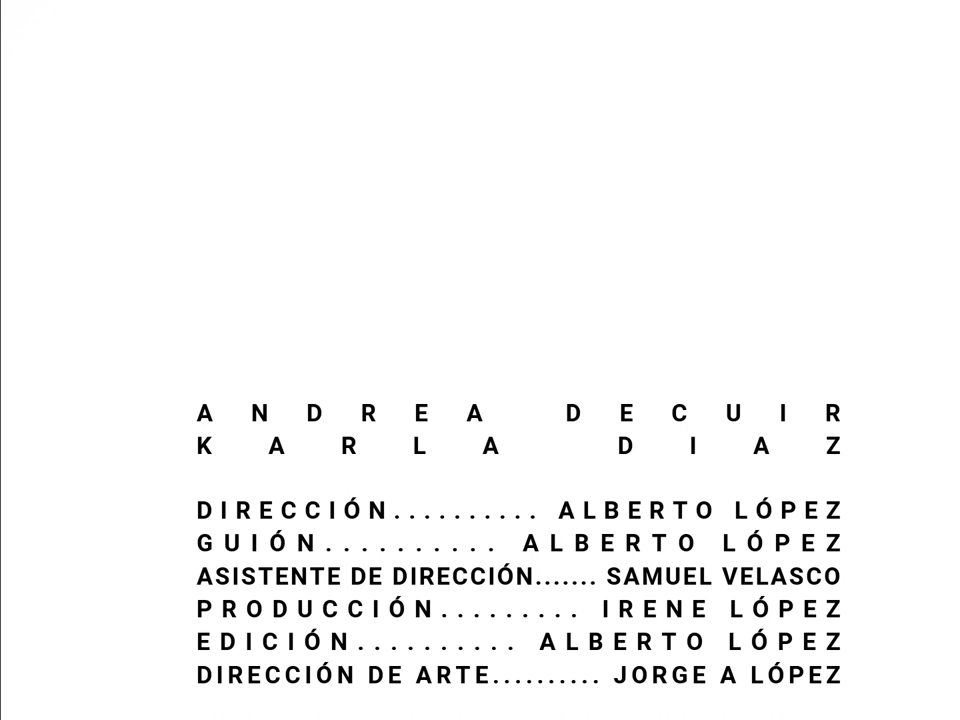 ANDREA DECUIR
KARLA DIAZ
DIRECCIÓN.......... ALBERTO LÓPEZ
GUIÓN.......... ALBERTO LÓPEZ
ASISTENTE DE DIRECCIÓN....... SAMUEL VELASCO
PRODUCCIÓN......... IRENE LÓPEZ
EDICIÓN.......... ALBERTO LÓPEZ
DIRECCIÓN DE ARTE.......... JORGE A LÓPEZ